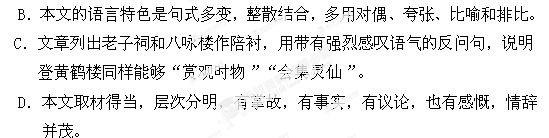 B. 本文的语言特色是句式多变，整散结合，多用对偶、夸张、比喻和排比。
C. 文章列出老子祠和八咏楼作陪衬，用带有强烈感叹语气的反问句，说明
登黄鹤楼同样能够“赏观时物”“会集灵仙”。
D. 本文取材得当，层次分明，有掌故，有事实，有议论，也有感慨，情辞
并茂。